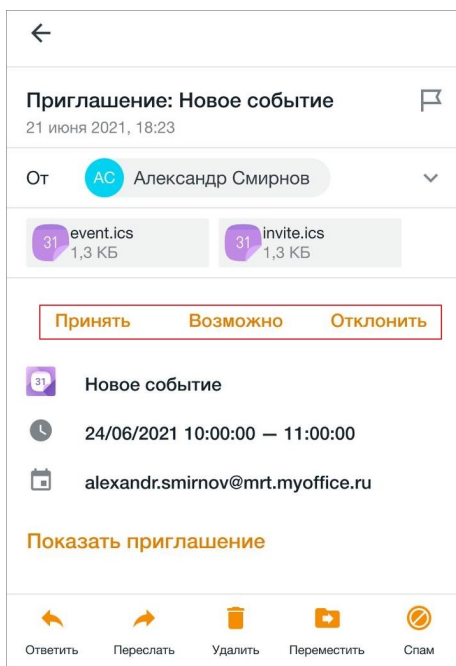 Приглашение: Новое событие
21 июня 2021, 18:23
От АС Александр Смирнов
31 event.ics 31 invite.ics
1,3 КБ 1,3 КБ
Принять Возможно Отклонить
31 Новое событие
24/06/2021 10:00:00 — 11:00:00
alexandr.smirnov@mrt.myoffice.ru
Показать приглашение
Ответить Переслать Удалить Переместить Спам